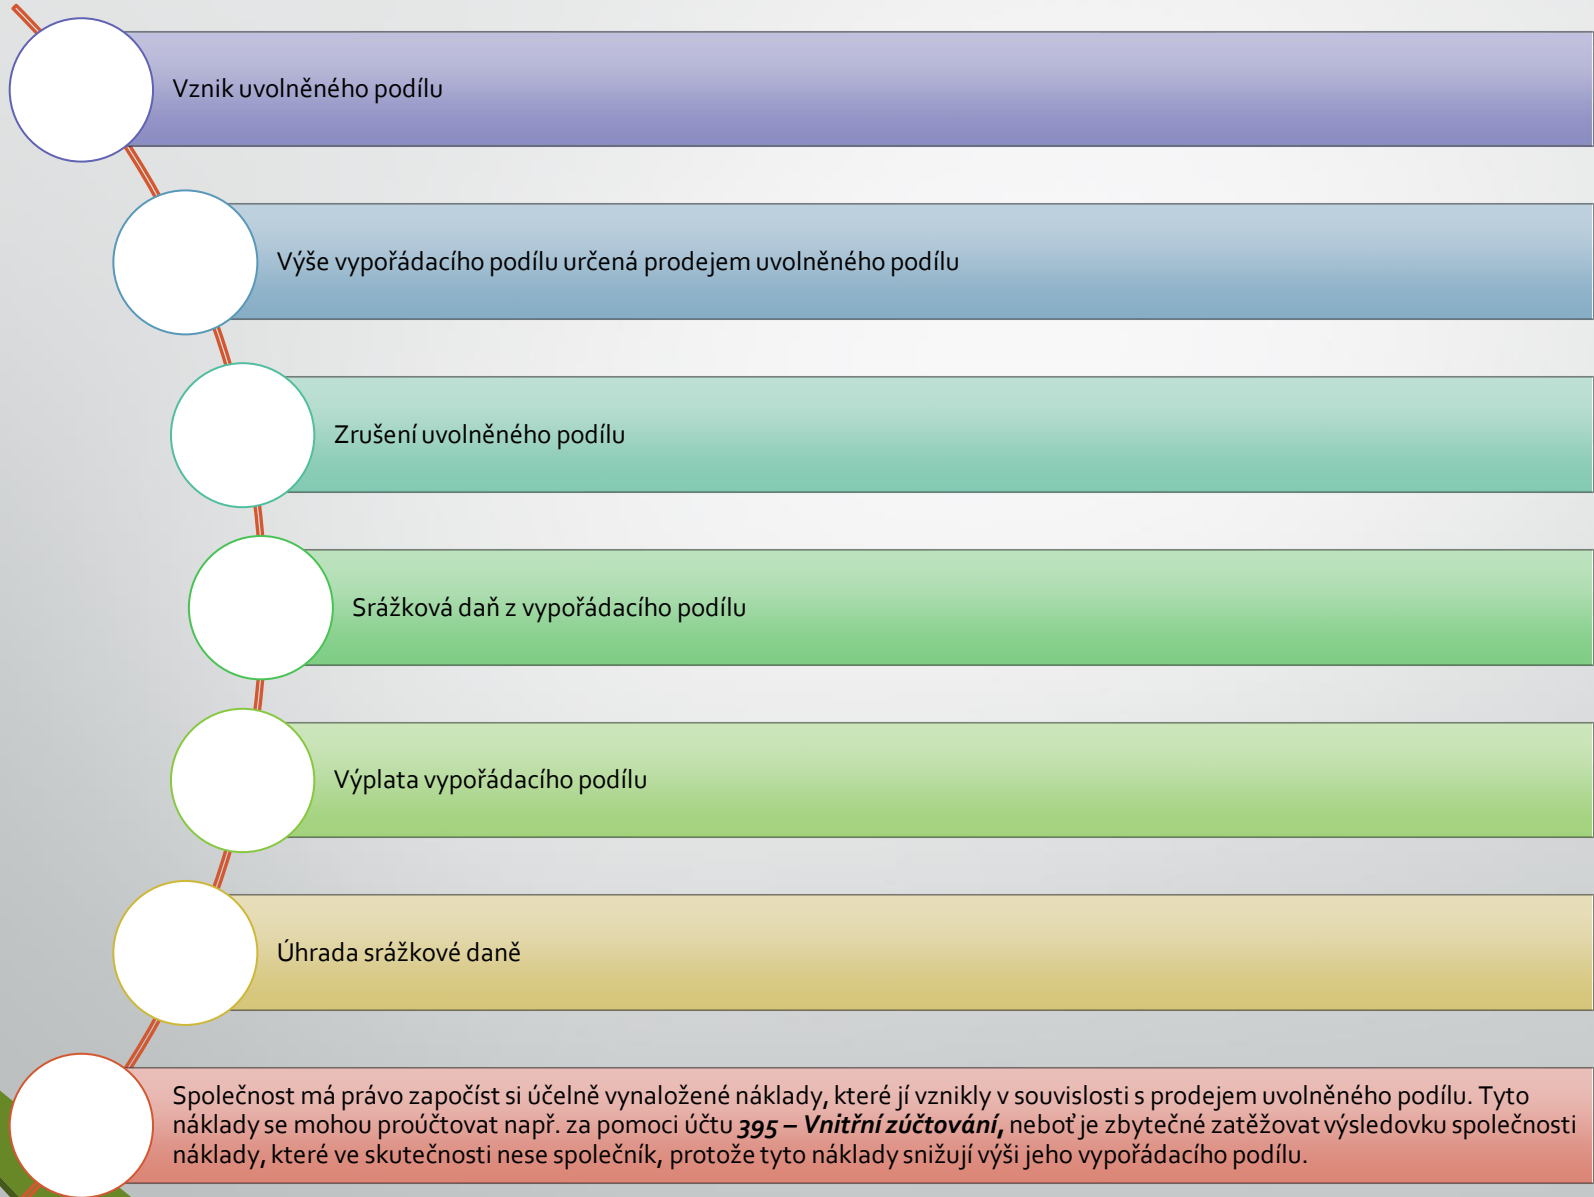 Vznik uvolněného podílu
Výše vypořádacího podílu určená prodejem uvolněného podílu
Zrušení uvolněného podílu
Srážková daň z vypořádacího podílu
Výplata vypořádacího podílu
Úhrada srážkové daně
Společnost má právo započíst si účelně vynaložené náklady, které jí vznikly v souvislosti s prodejem uvolněného podílu. Tyto
náklady se mohou proúčtovat např. za pomoci účtu 395 – Vnitřní zúčtování, neboť je zbytečné zatěžovat výsledovku společnosti
náklady, které ve skutečnosti nese společník, protože tyto náklady snižují výši jeho vypořádacího podílu.